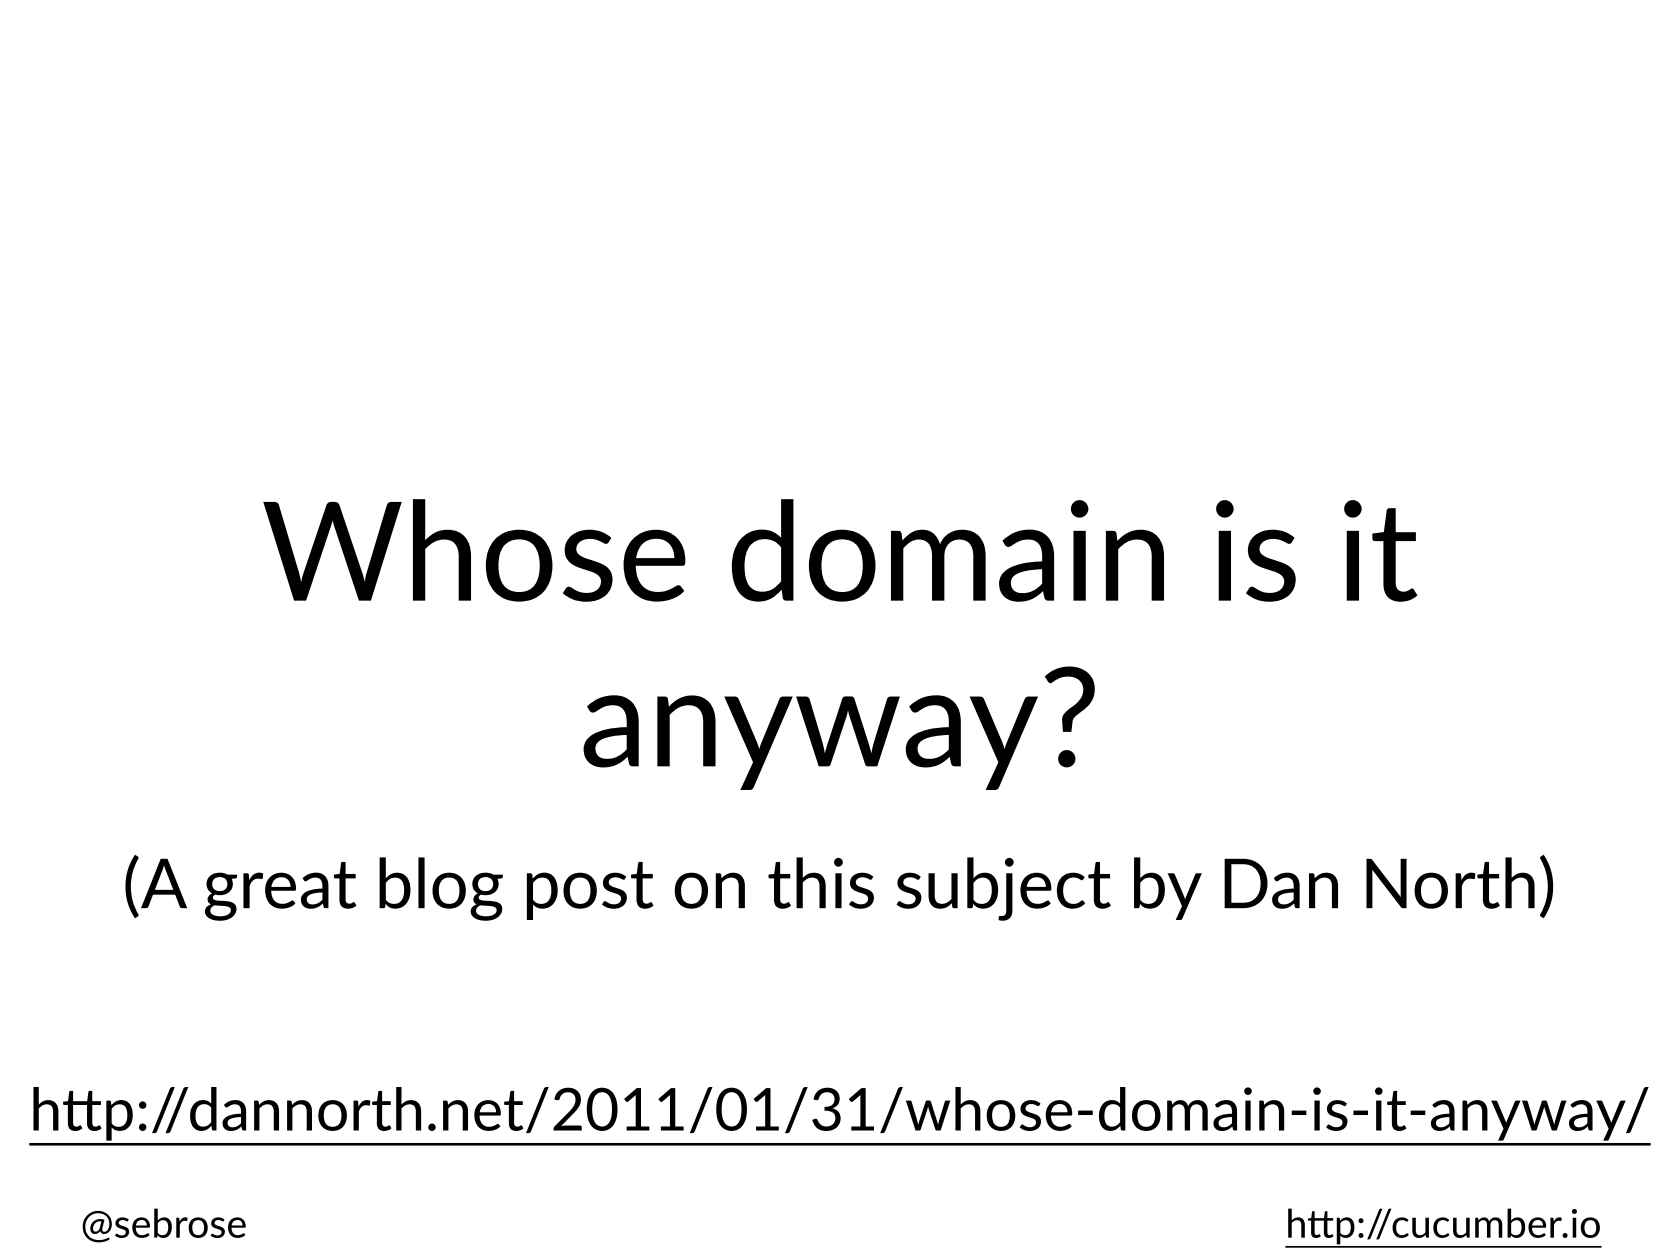 Whose domain is it
anyway?
(A great blog post on this subject by Dan North)
http://dannorth.net/2011/01/31/whose-domain-is-it-anyway/
@sebrose
http://cucumber.io